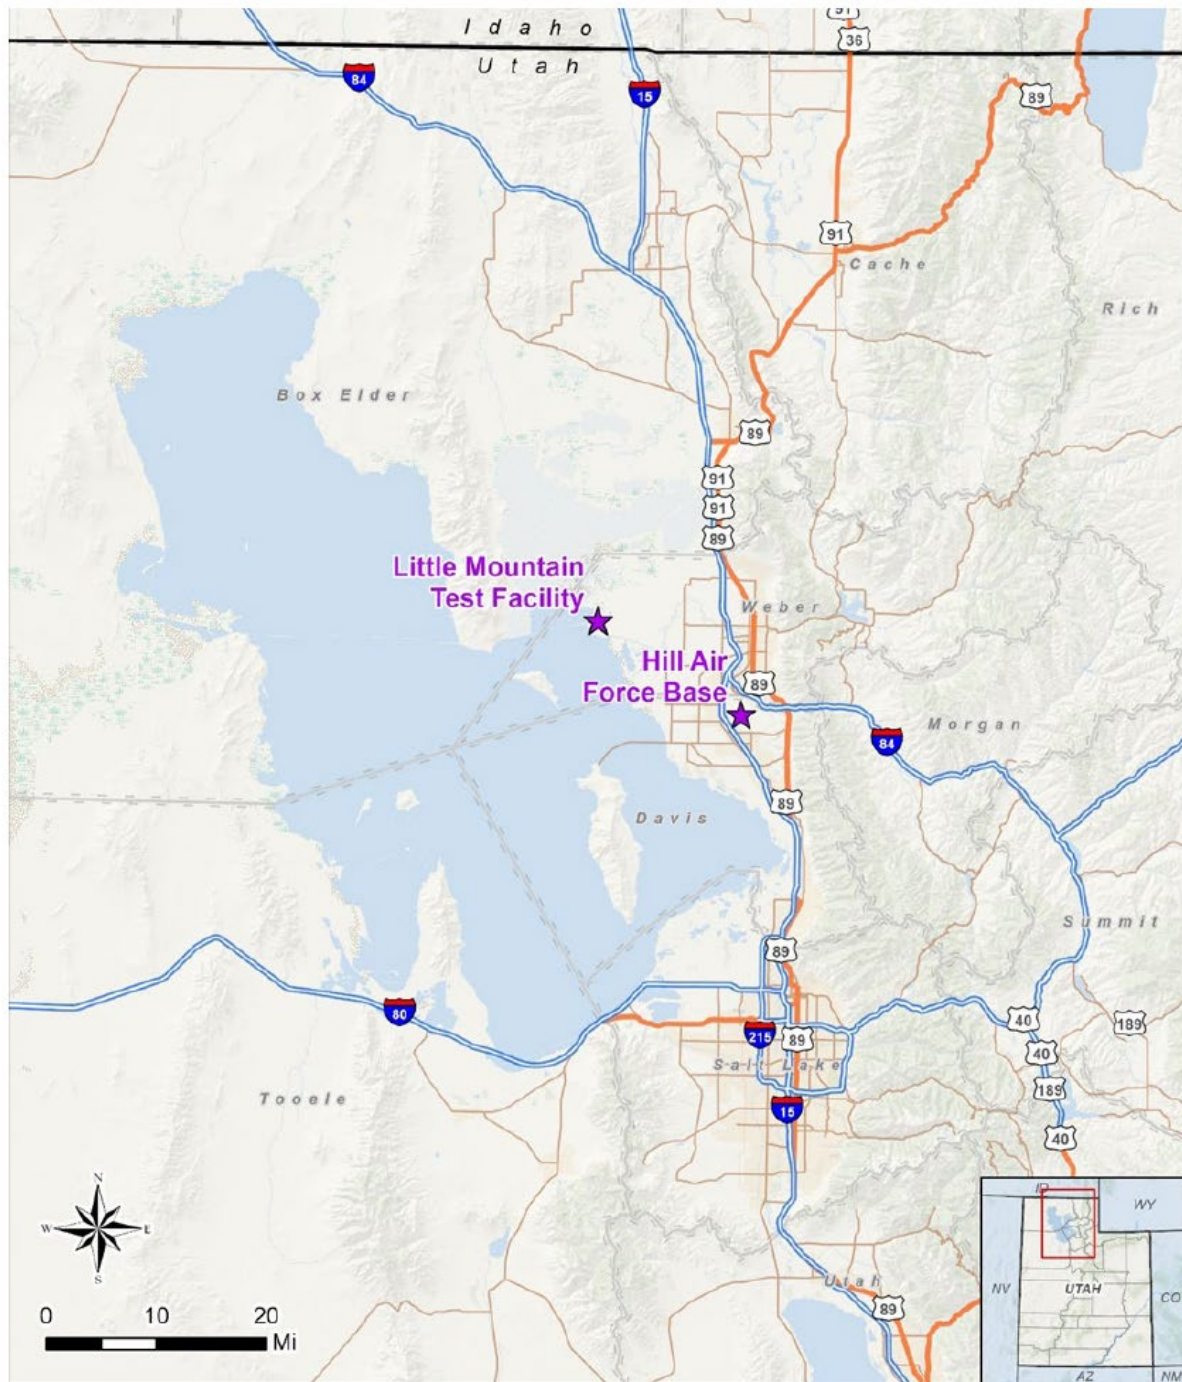 Idaho
Utah
91
36
84
15
89
91
Cache
Rich
Box Elder
89
91
91
89
Little Mountain
Test Facility
Weber
Hill Air
Force Base
89
84
Morgan
89
Davis
Summit
89
80
215
89
40
189
40
189
40
Salt Lake
Tooele
15
N
W
E
S
Utah
89
0 10 20
Mi
ID
WY
NV
UTAH
CO
AZ
NM